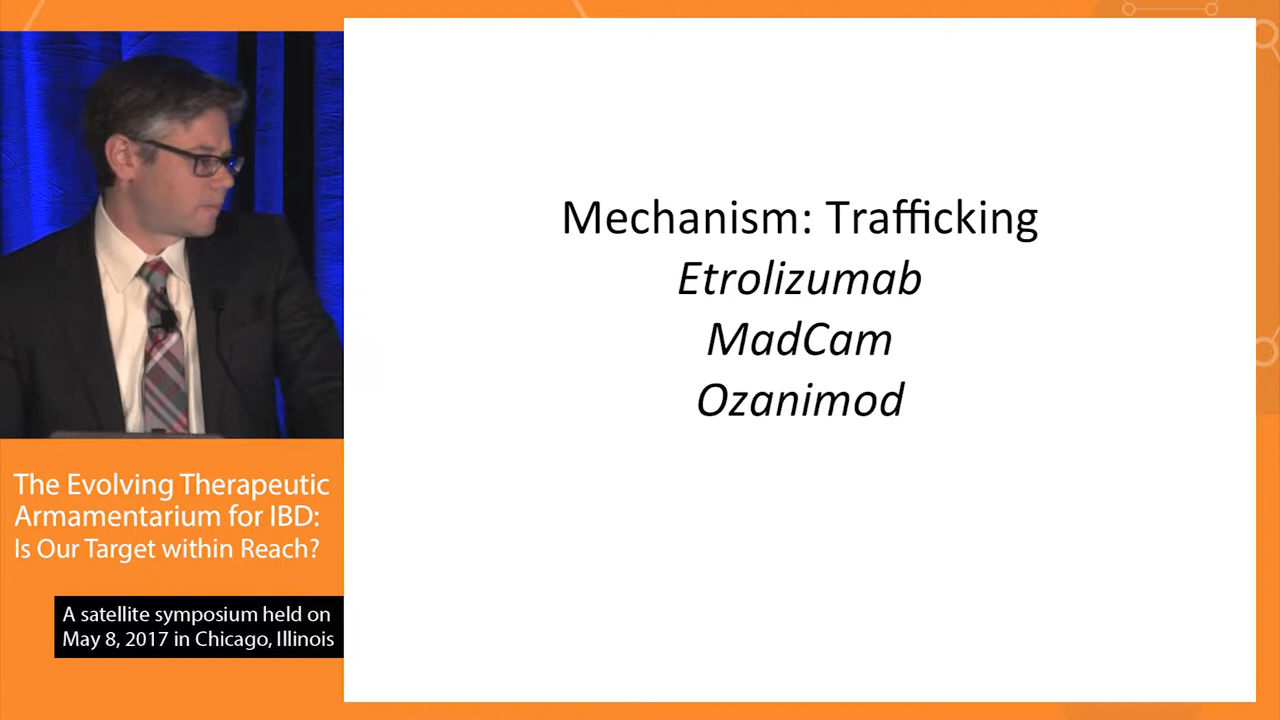 Mechanism: Trafficking
Etrolizumab
MadCam
Ozanimod
The Evolving Therapeutic
Armamentarium for IBD:
Is Our Target within Reach?
A satellite symposium held on
May 8, 2017 in Chicago, Illinois